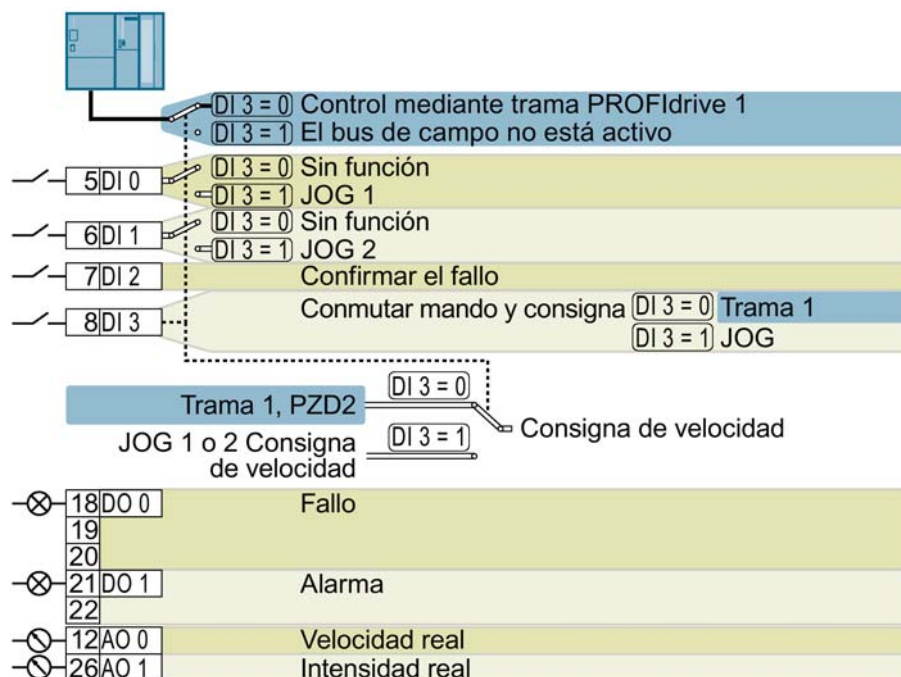 DI 3 = 0 Control mediante trama PROFIdrive 1
DI 3 = 1 El bus de campo no está activo
5 DI 0 DI 3 = 0 Sin función
DI 3 = 1 JOG 1
6 DI 1 DI 3 = 0 Sin función
DI 3 = 1 JOG 2
7 DI 2 Confirmar el fallo
8 DI 3 Conmutar mando y consigna DI 3 = 0 Trama 1
DI 3 = 1 JOG
Trama 1, PZD2 DI 3 = 0
Consigna de velocidad
JOG 1 o 2 Consigna DI 3 = 1
de velocidad
18 DO 0 Fallo
19
20
21 DO 1 Alarma
22
12 AO 0 Velocidad real
26 AO 1 Intensidad real